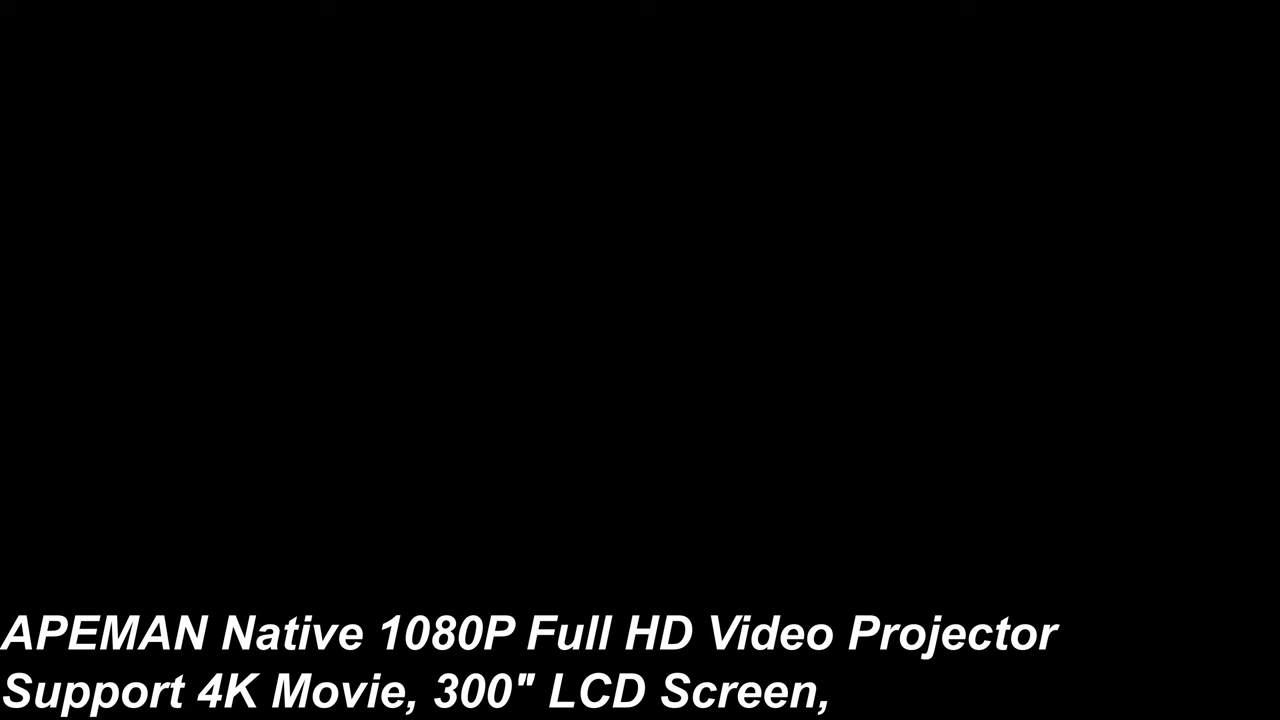 APEMAN Native 1080P Full HD Video Projector
Support 4K Movie, 300" LCD Screen,